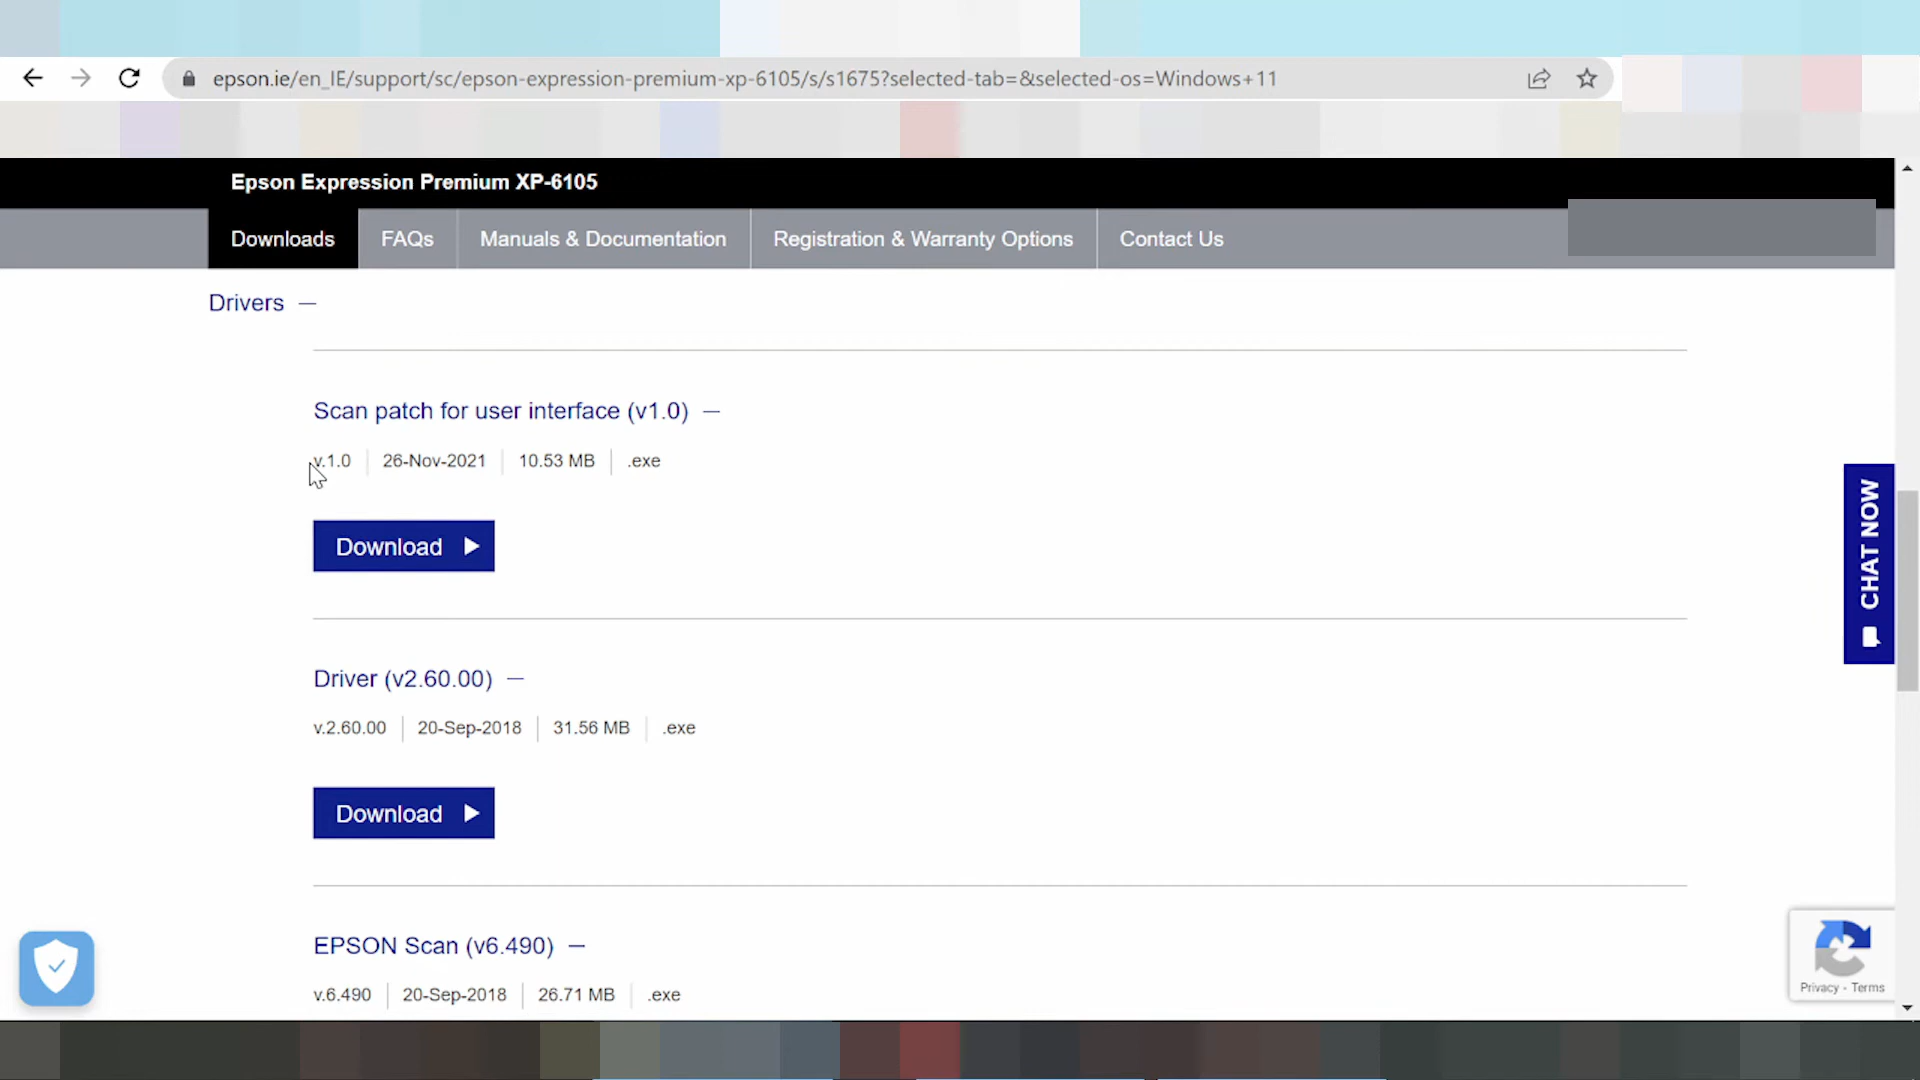 epson.ie/en_IE/support/sc/epson-expression-premium-xp-6105/s/s1675?selected-tab=&selected-os=Windows+11
Epson Expression Premium XP-6105
Downloads FAQs Manuals & Documentation Registration & Warranty Options Contact Us
Drivers —
Scan patch for user interface (v1.0) —
v.1.0 26-Nov-2021 10.53 MB .exe
Download
CHAT NOW
Driver (v2.60.00) —
v.2.60.00 20-Sep-2018 31.56 MB .exe
Download
EPSON Scan (v6.490) —
v.6.490 20-Sep-2018 26.71 MB .exe
Privacy - Terms